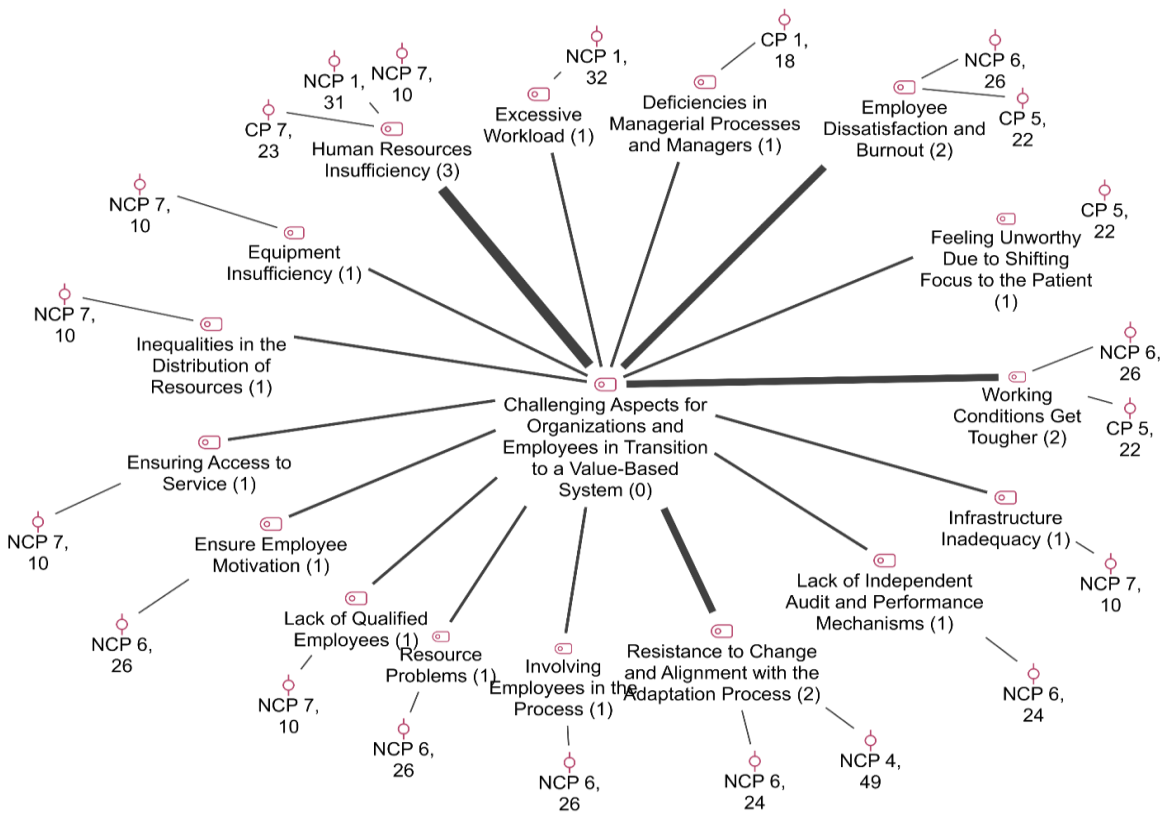 NCP 1,
31
NCP 7,
10
CP 7,
23
Human Resources
Insufficiency (3)
NCP 1,
32
Excessive
Workload (1)
CP 1,
18
Deficiencies in
Managerial Processes
and Managers (1)
NCP 6,
26
CP 5,
22
Employee
Dissatisfaction and
Burnout (2)
NCP 7,
10
Equipment
Insufficiency (1)
CP 5,
22
Feeling Unworthy
Due to Shifting
Focus to the Patient
(1)
NCP 7,
10
Inequalities in the
Distribution of
Resources (1)
NCP 6,
26
CP 5,
22
Working
Conditions Get
Tougher (2)
Challenging Aspects for
Organizations and
Employees in Transition
to a Value-Based
System (0)
Ensuring Access to
Service (1)
NCP 7,
10
Infrastructure
Inadequacy (1)
NCP 7,
10
Ensure Employee
Motivation (1)
NCP 6,
26
Lack of Independent
Audit and Performance
Mechanisms (1)
NCP 6,
24
Lack of Qualified
Employees (1)
NCP 7,
10
Resource
Problems (1)
NCP 6,
26
Involving
Employees in the
Process (1)
NCP 6,
26
Resistance to Change
and Alignment with the
Adaptation Process (2)
NCP 6,
24
NCP 4,
49